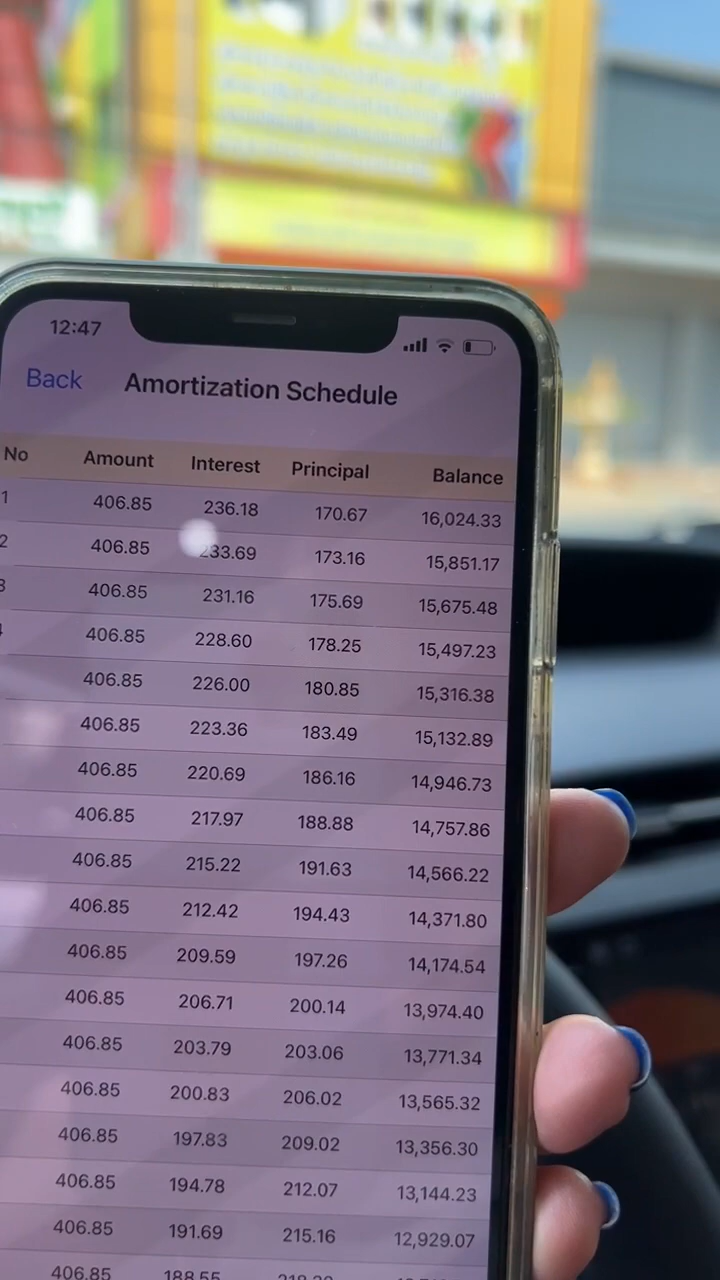 12:47
Back Amortization Schedule
No Amount Interest Principal Balance
1 406.85 236.18 170.67 16,024.33
2 406.85 233.69 173.16 15,851.17
3 406.85 231.16 175.69 15,675.48
4 406.85 228.60 178.25 15,497.23
406.85 226.00 180.85 15,316.38
406.85 223.36 183.49 15,132.89
406.85 220.69 186.16 14,946.73
406.85 217.97 188.88 14,757.86
406.85 215.22 191.63 14,566.22
406.85 212.42 194.43 14,371.80
406.85 209.59 197.26 14,174.54
406.85 206.71 200.14 13,974.40
406.85 203.79 203.06 13,771.34
406.85 200.83 206.02 13,565.32
406.85 197.83 209.02 13,356.30
406.85 194.78 212.07 13,144.23
406.85 191.69 215.16 12,929.07
406.85 188.55